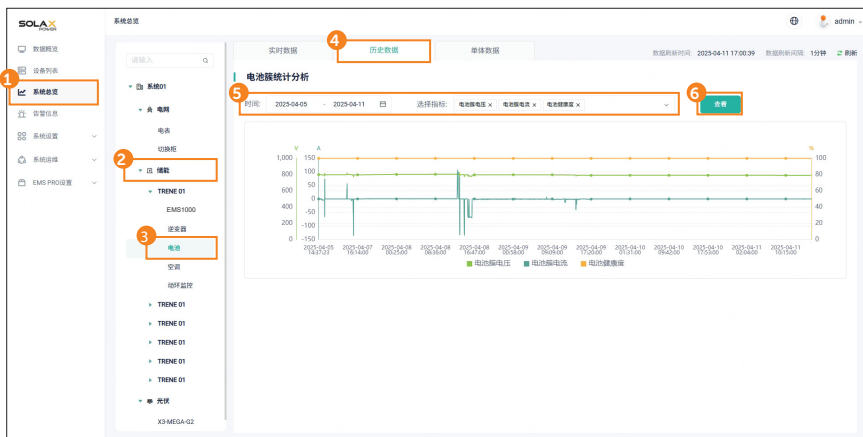 SOLAX
POWER
系统总览
admin
数据概览
设备列表
系统总览
告警信息
系统设置
系统运维
EMS PRO设置
1
请输入
系统01
电网
电表
切换柜
2
储能
TRENE 01
EMS1000
逆变器
3
电池
空调
动环监控
TRENE 01
TRENE 01
TRENE 01
TRENE 01
TRENE 01
光伏
X3-MEGA-G2
实时数据
4
历史数据
单体数据
数据刷新时间: 2025-04-11 17:00:39 数据刷新间隔: 1分钟 刷新
电池簇统计分析
5
时间: 2025-04-05 - 2025-04-11 选择指标: 电池簇电压 × 电池簇电流 × 电池健康度 ×
6
查看
V A %
1,000 150 100
800 100 80
50
600 60
400 0 40
-50
200 -100 20
0 -150 0
2025-04-05 2025-04-07 2025-04-08 2025-04-08 2025-04-08 2025-04-09 2025-04-09 2025-04-09 2025-04-10 2025-04-10 2025-04-10 2025-04-11 2025-04-11
14:37:23 16:14:00 00:25:00 08:36:00 16:47:00 00:58:00 09:09:00 17:20:00 01:31:00 09:42:00 17:53:00 02:04:00 10:15:00
电池簇电压 电池簇电流 电池健康度